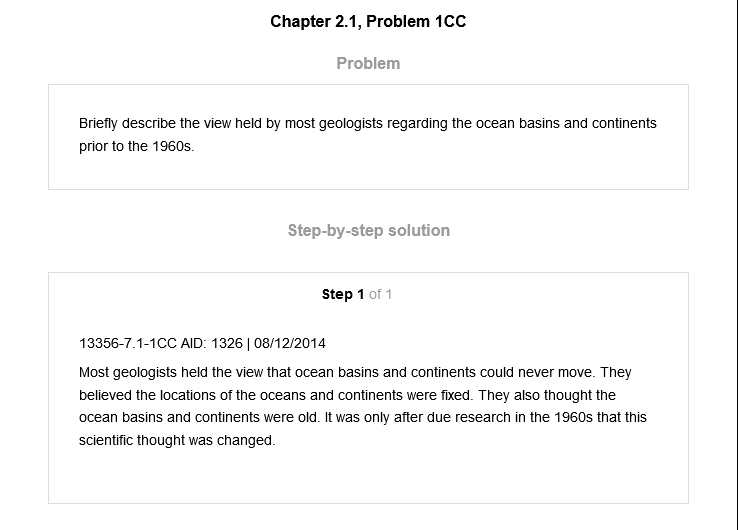 Chapter 2.1, Problem 1CC
Problem
Briefly describe the view held by most geologists regarding the ocean basins and continents
prior to the 1960s.
Step-by-step solution
Step 1 of 1
13356-7.1-1CC AID: 1326 | 08/12/2014
Most geologists held the view that ocean basins and continents could never move. They
believed the locations of the oceans and continents were fixed. They also thought the
ocean basins and continents were old. It was only after due research in the 1960s that this
scientific thought was changed.